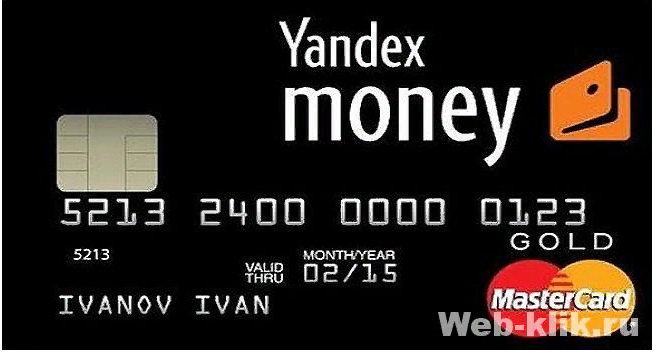 Yandex
money
5213 2400 0000 0123
GOLD
5213
MONTH/YEAR
VALID THRU 02/15
IVANOV IVAN
MasterCard
Web-klik.ru